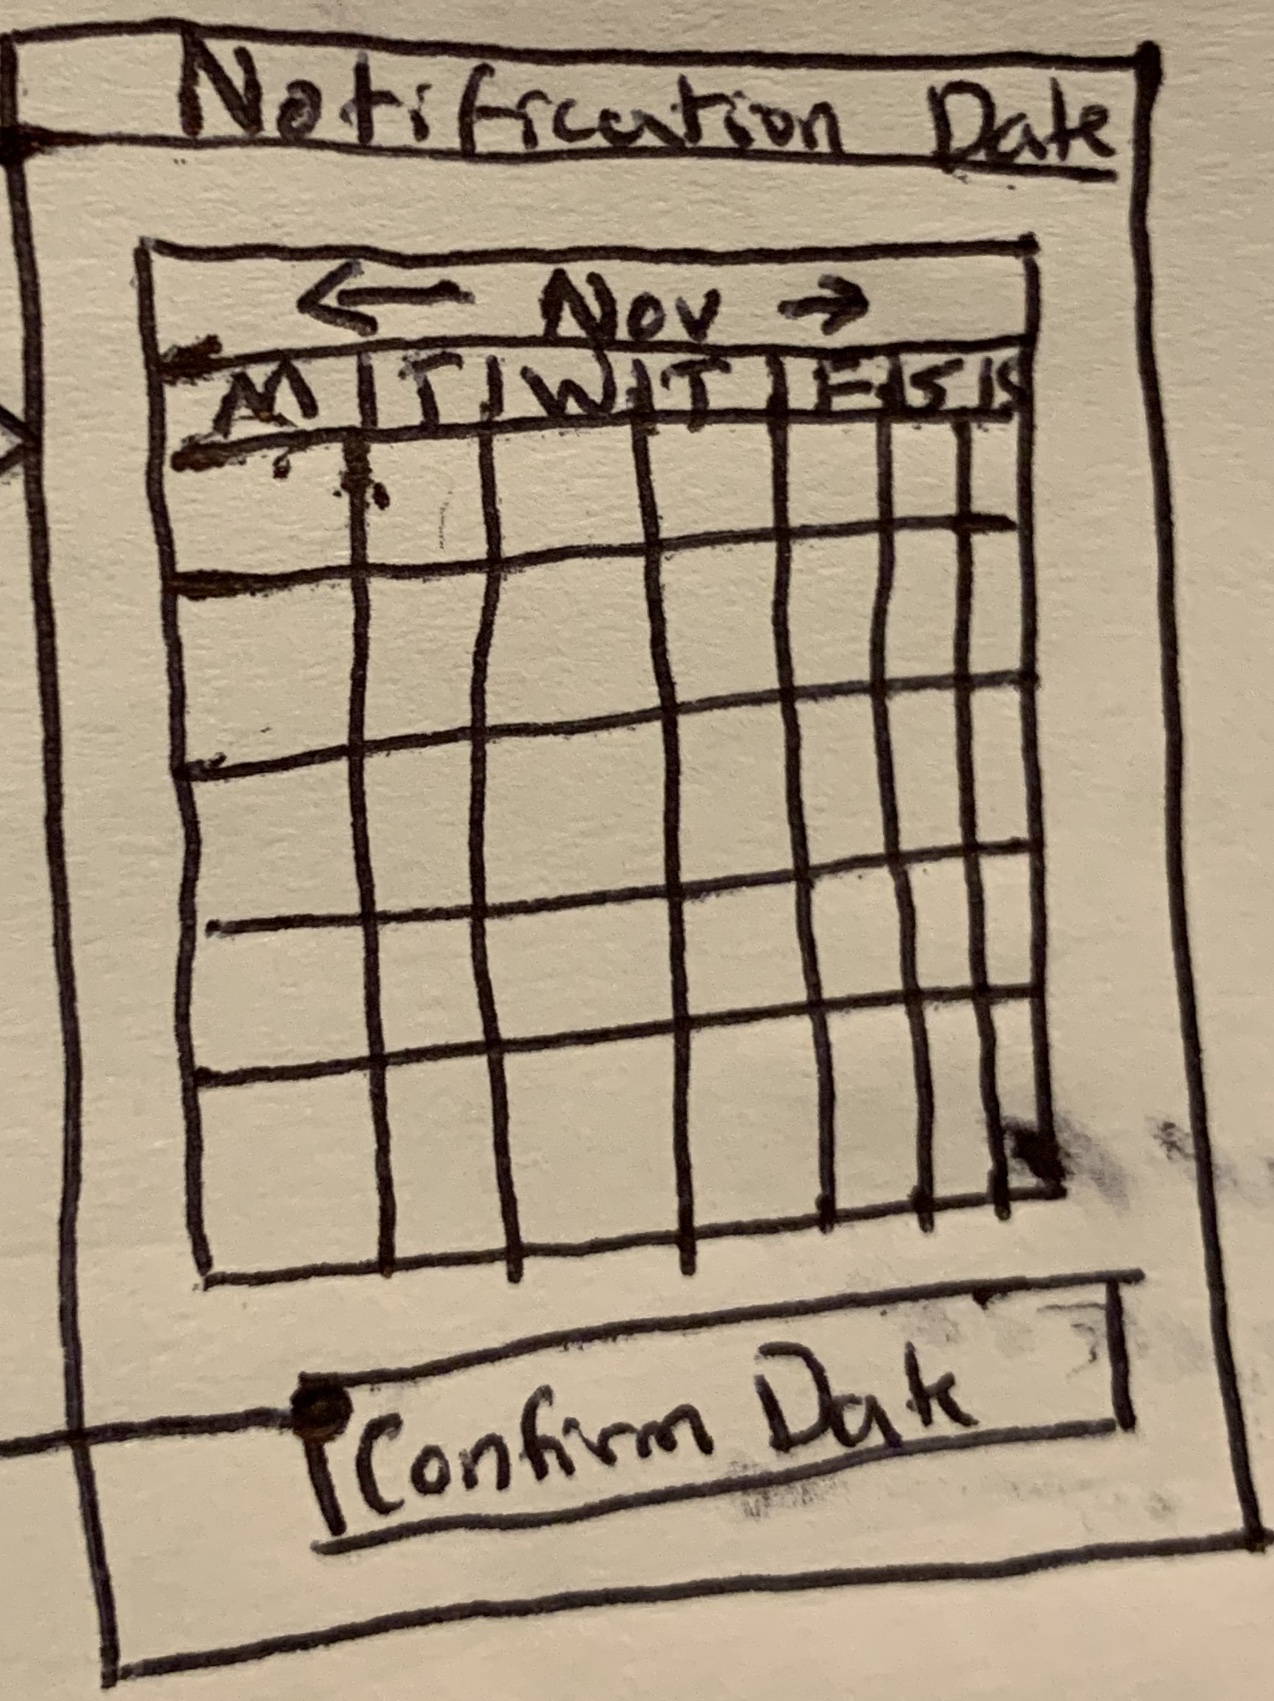 Notification Date
← Nov →
M T W T F S S
Confirm Date